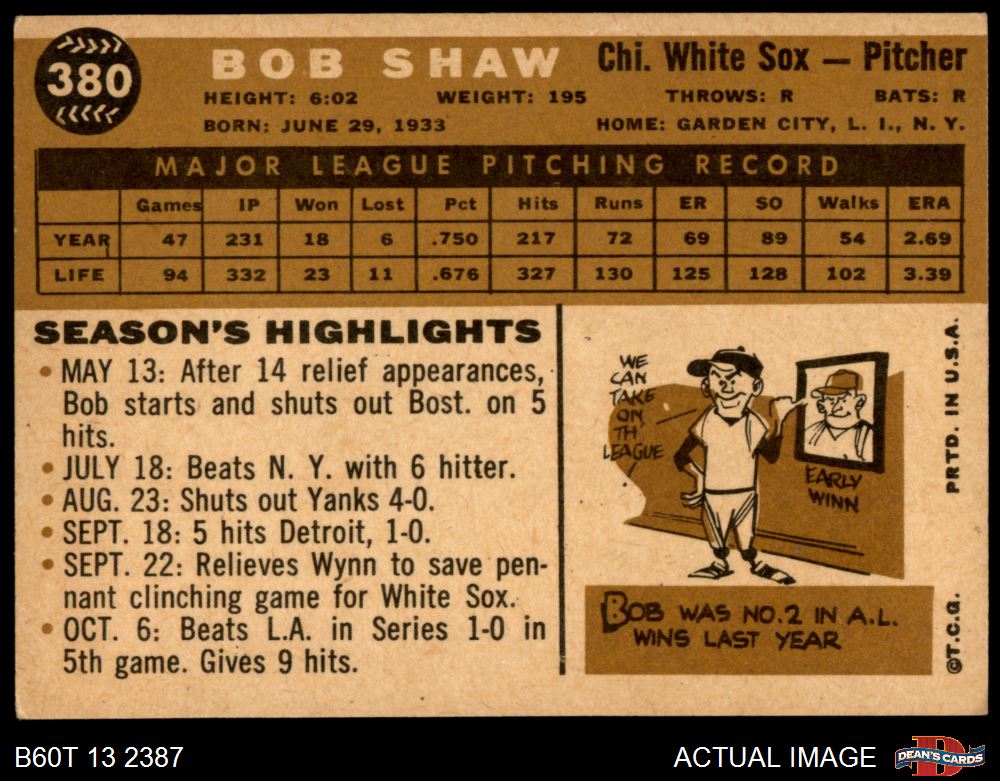 380
BOB SHAW
Chi. White Sox — Pitcher
HEIGHT: 6:02 WEIGHT: 195 THROWS: R BATS: R
BORN: JUNE 29, 1933 HOME: GARDEN CITY, L. I., N. Y.
MAJOR LEAGUE PITCHING RECORD
Games IP Won Lost Pct Hits Runs ER SO Walks ERA
YEAR 47 231 18 6 .750 217 72 69 89 54 2.69
LIFE 94 332 23 11 .676 327 130 125 128 102 3.39
SEASON'S HIGHLIGHTS
• MAY 13: After 14 relief appearances,
Bob starts and shuts out Bost. on 5
hits.
• JULY 18: Beats N. Y. with 6 hitter.
• AUG. 23: Shuts out Yanks 4-0.
• SEPT. 18: 5 hits Detroit, 1-0.
• SEPT. 22: Relieves Wynn to save pen-
nant clinching game for White Sox.
• OCT. 6: Beats L.A. in Series 1-0 in
5th game. Gives 9 hits.
WE
CAN
TAKE
ON
TH
LEAGUE
EARLY
WINN
BOB WAS NO.2 IN A.L.
WINS LAST YEAR
PRTD. IN U.S.A.
©T.C.G.
B60T 13 2387
ACTUAL IMAGE
D
DEAN'S CARDS